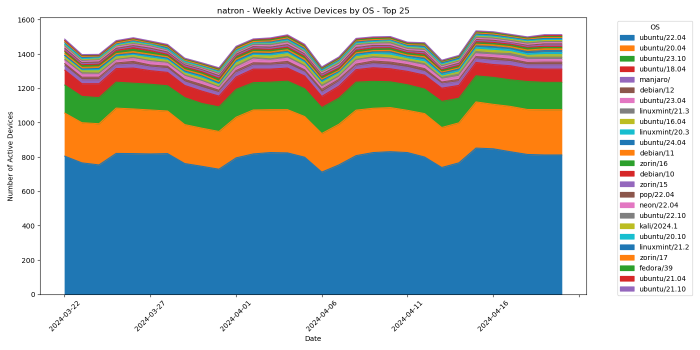 natron - Weekly Active Devices by OS - Top 25
Number of Active Devices
1600
1400
1200
1000
800
600
400
200
0
2024-03-22
2024-03-27
2024-04-01
2024-04-06
2024-04-11
2024-04-16
Date
OS
ubuntu/22.04
ubuntu/20.04
ubuntu/23.10
ubuntu/18.04
manjaro/
debian/12
ubuntu/23.04
linuxmint/21.3
ubuntu/16.04
linuxmint/20.3
ubuntu/24.04
debian/11
zorin/16
debian/10
zorin/15
pop/22.04
neon/22.04
ubuntu/22.10
kali/2024.1
ubuntu/20.10
linuxmint/21.2
zorin/17
fedora/39
ubuntu/21.04
ubuntu/21.10